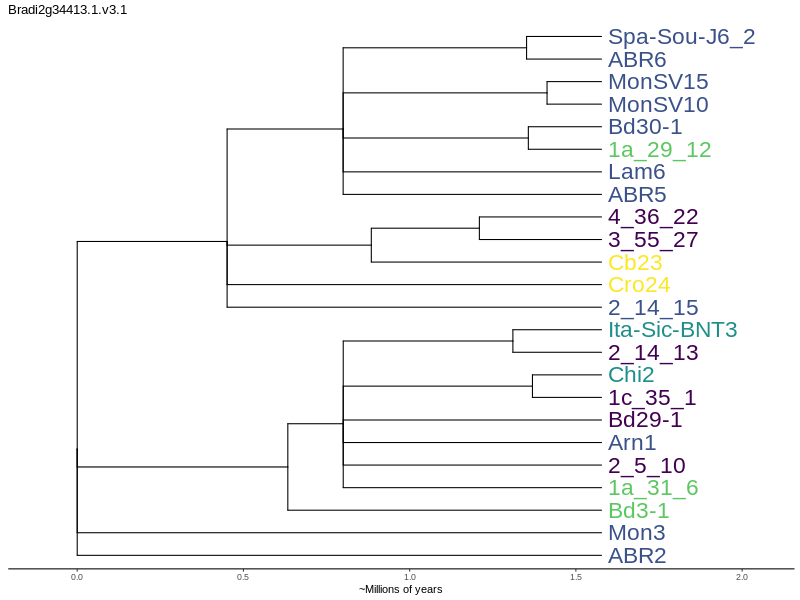 Bradi2g34413.1.v3.1
Spa-Sou-J6_2
ABR6
MonSV15
MonSV10
Bd30-1
1a_29_12
Lam6
ABR5
4_36_22
3_55_27
Cb23
Cro24
2_14_15
Ita-Sic-BNT3
2_14_13
Chi2
1c_35_1
Bd29-1
Arn1
2_5_10
1a_31_6
Bd3-1
Mon3
ABR2
0.0 0.5 1.0 1.5 2.0
~Millions of years